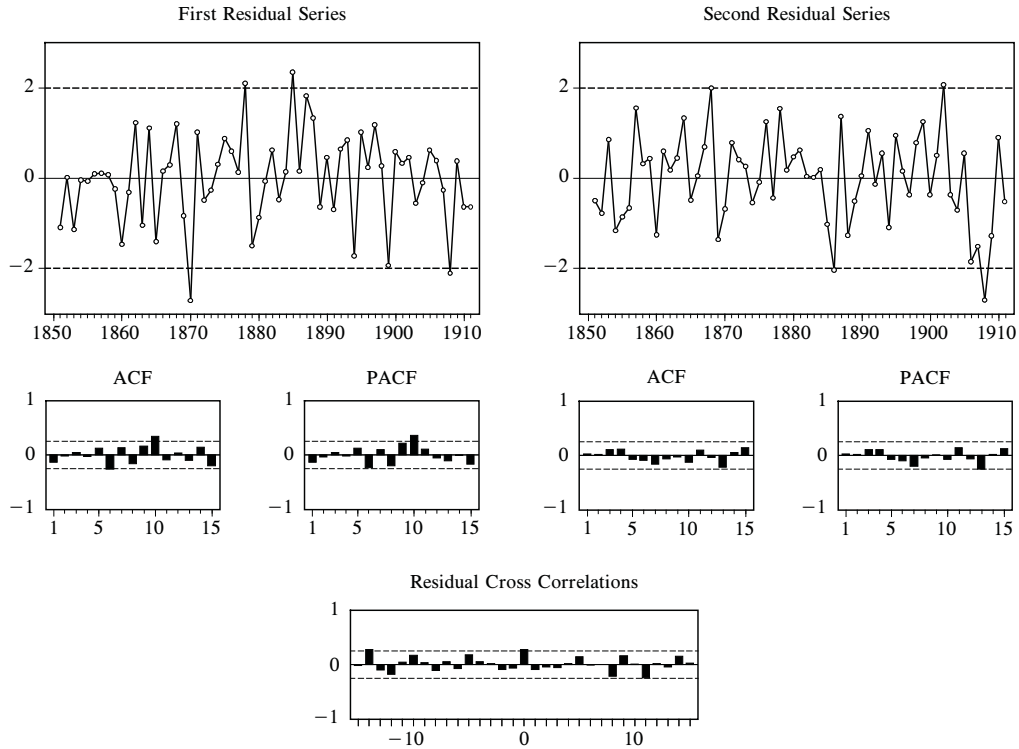 First Residual Series
Second Residual Series
2
0
−2
1850 1860 1870 1880 1890 1900 1910
2
0
−2
1850 1860 1870 1880 1890 1900 1910
ACF
PACF
ACF
PACF
1
0
−1
1 5 10 15
1
0
−1
1 5 10 15
1
0
−1
1 5 10 15
1
0
−1
1 5 10 15
Residual Cross Correlations
1
0
−1
−10 0 10